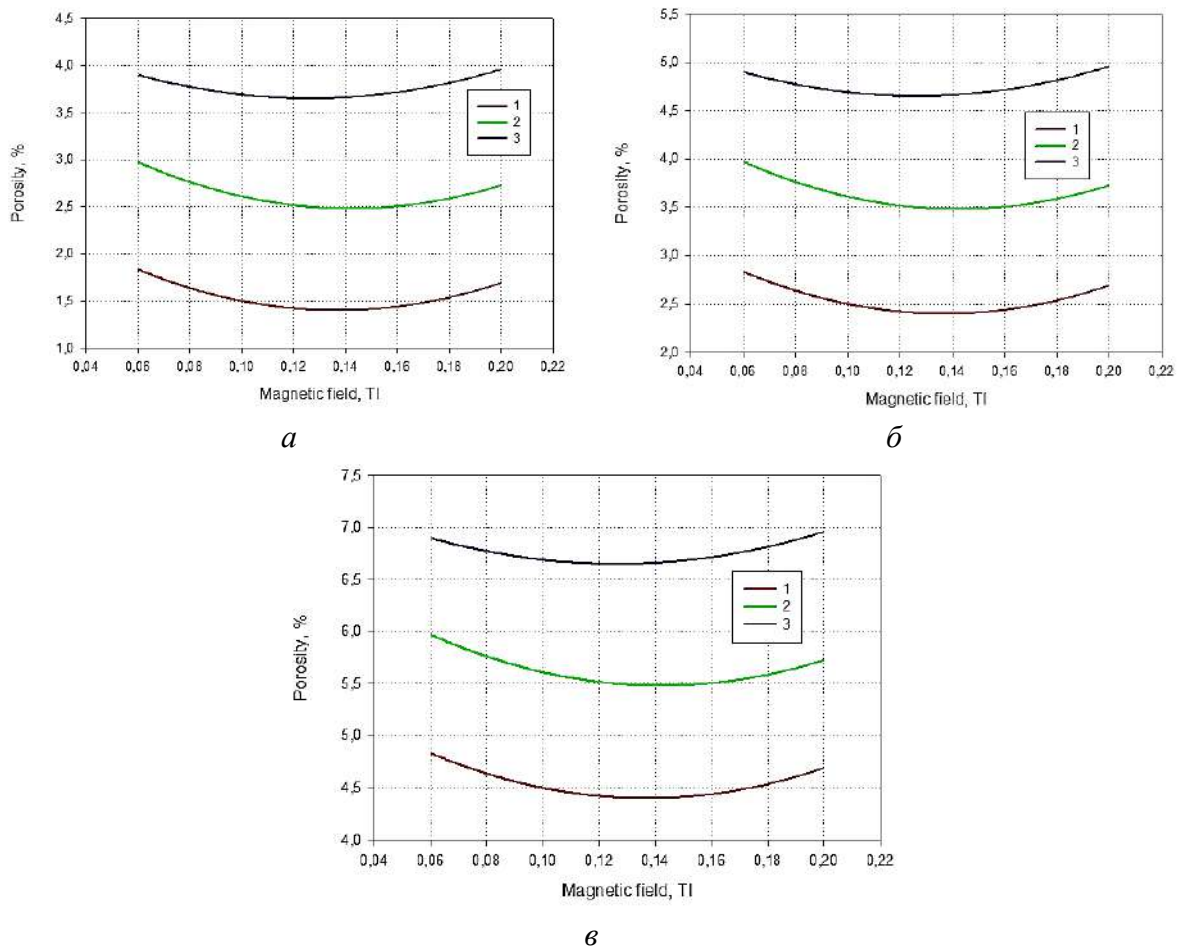 4,5
4,0
3,5
3,0
2,5
2,0
1,5
1,0
Porosity, %
1
2
3
0,04 0,06 0,08 0,10 0,12 0,14 0,16 0,18 0,20 0,22
Magnetic field, Tl
а
5,5
5,0
4,5
4,0
3,5
3,0
2,5
2,0
Porosity, %
1
2
3
0,04 0,06 0,08 0,10 0,12 0,14 0,16 0,18 0,20 0,22
Magnetic field, Tl
б
7,5
7,0
6,5
6,0
5,5
5,0
4,5
4,0
Porosity, %
1
2
3
0,04 0,06 0,08 0,10 0,12 0,14 0,16 0,18 0,20 0,22
Magnetic field, Tl
в